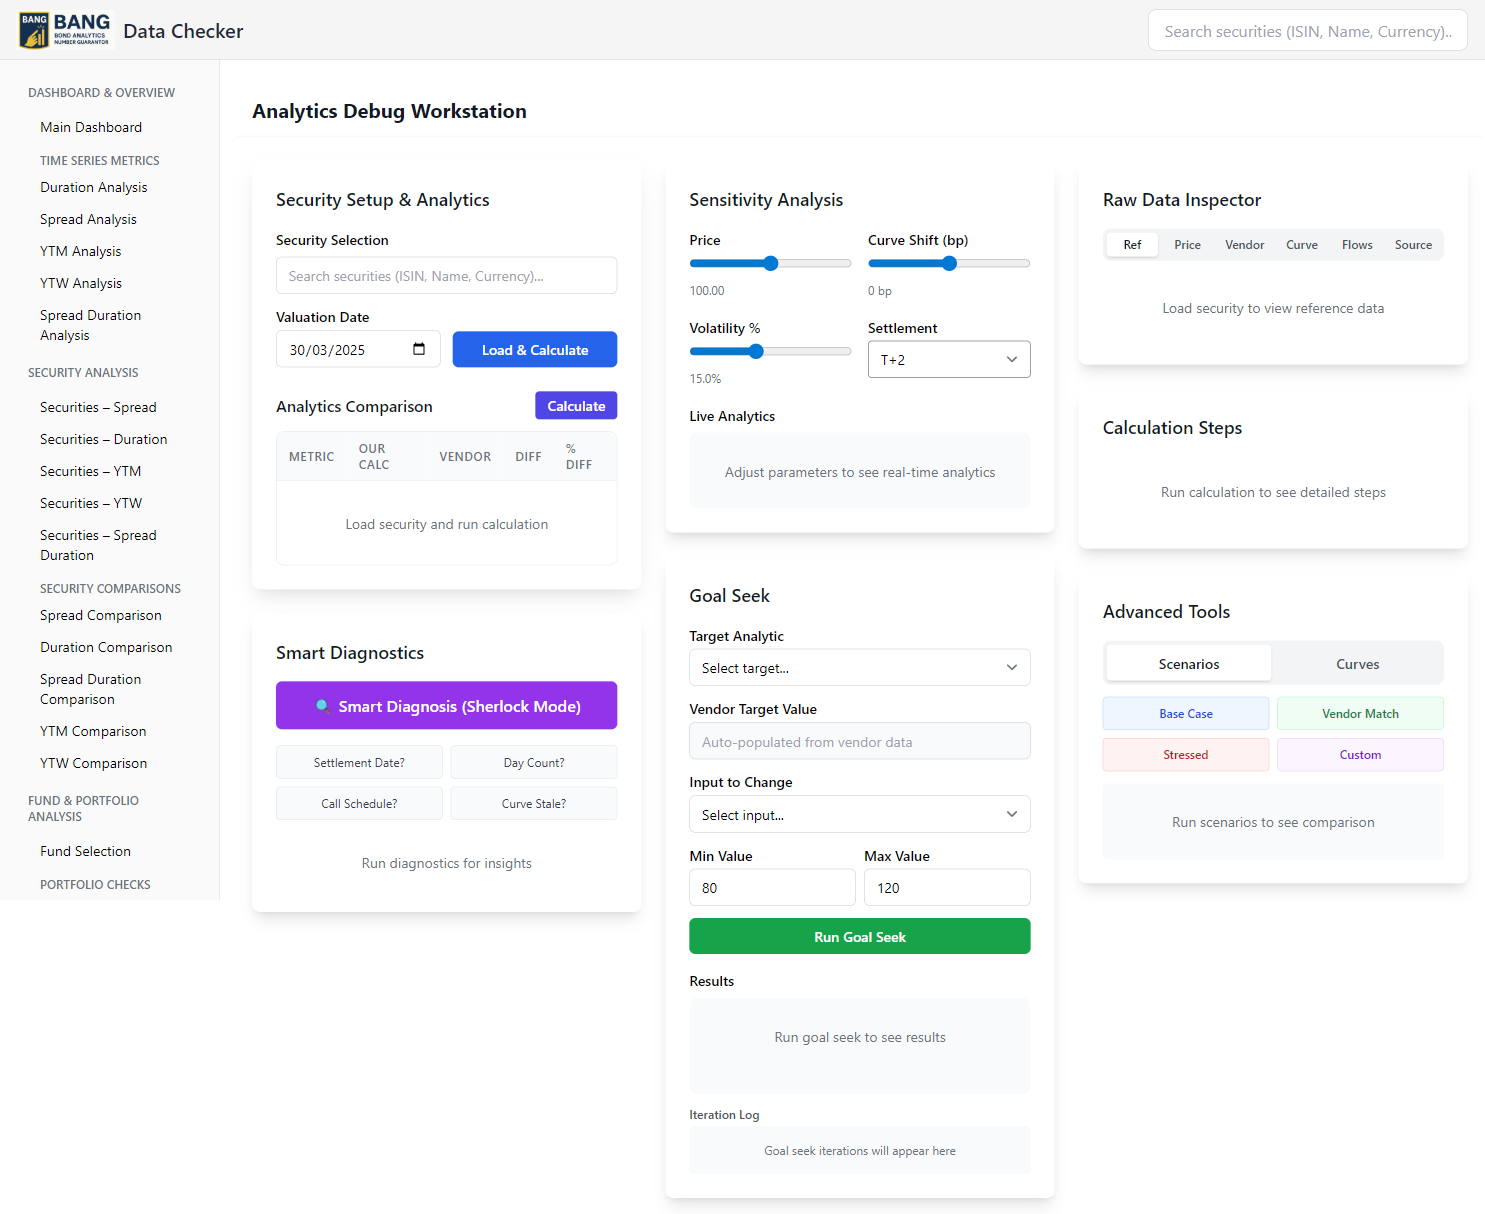 BANG
BANG
BOND ANALYTICS
NUMBER GUARANTOR
Data Checker
Search securities (ISIN, Name, Currency)..
DASHBOARD & OVERVIEW
Main Dashboard
TIME SERIES METRICS
Duration Analysis
Spread Analysis
YTM Analysis
YTW Analysis
Spread Duration
Analysis
SECURITY ANALYSIS
Securities – Spread
Securities – Duration
Securities – YTM
Securities – YTW
Securities – Spread
Duration
SECURITY COMPARISONS
Spread Comparison
Duration Comparison
Spread Duration
Comparison
YTM Comparison
YTW Comparison
FUND & PORTFOLIO
ANALYSIS
Fund Selection
PORTFOLIO CHECKS
Analytics Debug Workstation
Security Setup & Analytics
Security Selection
Search securities (ISIN, Name, Currency)...
Valuation Date
30/03/2025
Load & Calculate
Analytics Comparison
Calculate
METRIC OUR CALC VENDOR DIFF % DIFF
Load security and run calculation
Smart Diagnostics
Smart Diagnosis (Sherlock Mode)
Settlement Date?
Day Count?
Call Schedule?
Curve Stale?
Run diagnostics for insights
Sensitivity Analysis
Price
100.00
Curve Shift (bp)
0 bp
Volatility %
15.0%
Settlement
T+2
Live Analytics
Adjust parameters to see real-time analytics
Goal Seek
Target Analytic
Select target...
Vendor Target Value
Auto-populated from vendor data
Input to Change
Select input...
Min Value
80
Max Value
120
Run Goal Seek
Results
Run goal seek to see results
Iteration Log
Goal seek iterations will appear here
Raw Data Inspector
Ref Price Vendor Curve Flows Source
Load security to view reference data
Calculation Steps
Run calculation to see detailed steps
Advanced Tools
Scenarios
Curves
Base Case
Vendor Match
Stressed
Custom
Run scenarios to see comparison